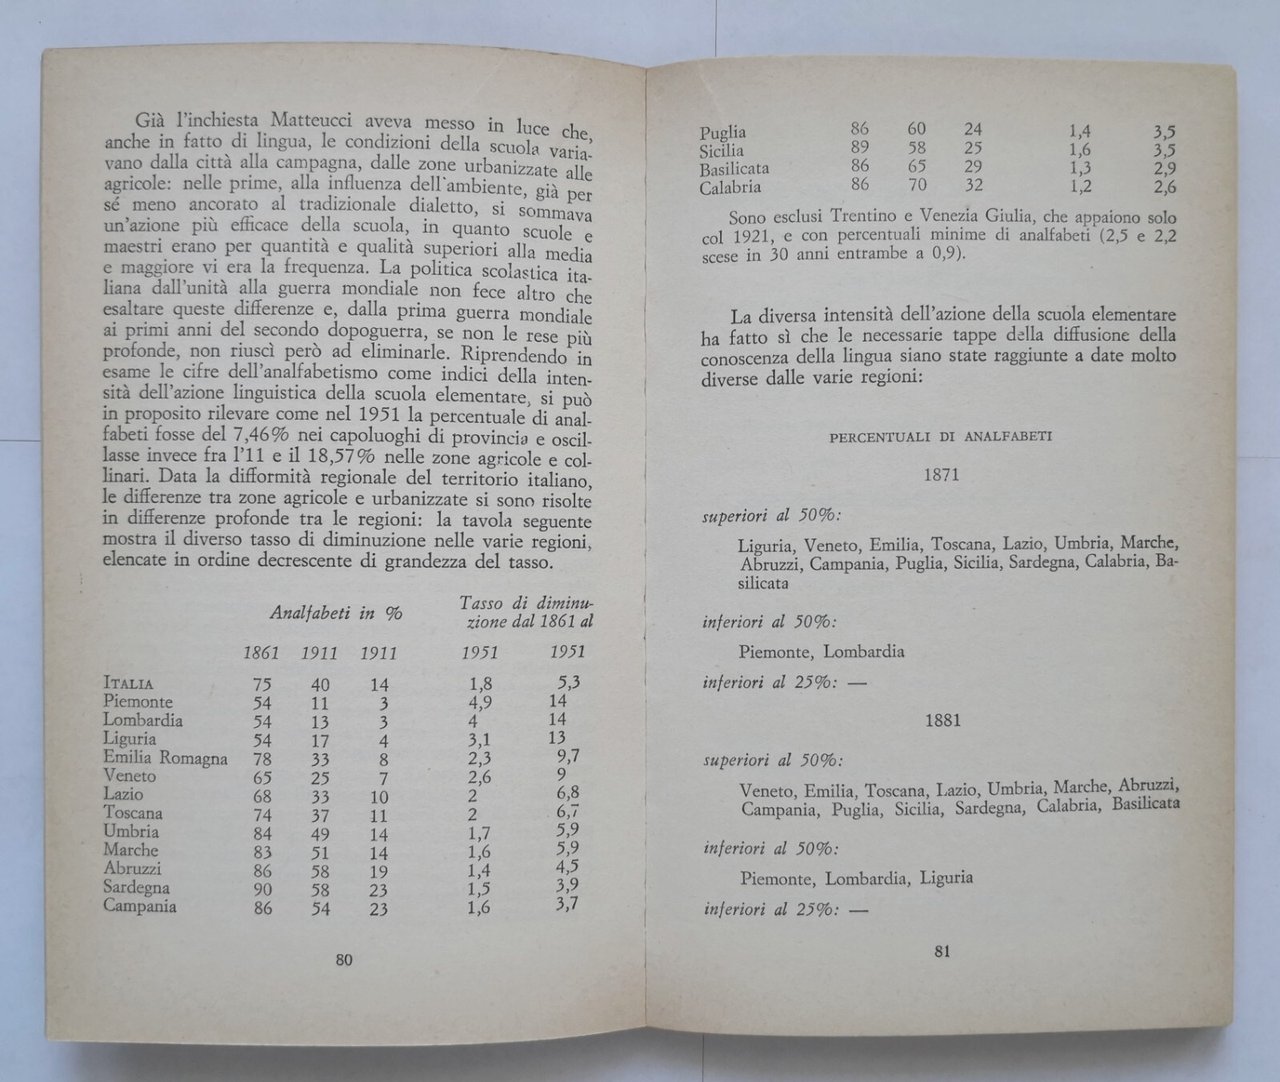 Già l'inchiesta Matteucci aveva messo in luce che,
anche in fatto di lingua, le condizioni della scuola varia-
vano dalla città alla campagna, dalle zone urbanizzate alle
agricole: nelle prime, alla influenza dell'ambiente, già per
sé meno ancorato al tradizionale dialetto, si sommava
un'azione più efficace della scuola, in quanto scuole e
maestri erano per quantità e qualità superiori alla media
e maggiore vi era la frequenza. La politica scolastica ita-
liana dall'unità alla guerra mondiale non fece altro che
esaltare queste differenze e, dalla prima guerra mondiale
ai primi anni del secondo dopoguerra, se non le rese più
profonde, non riuscì però ad eliminarle. Riprendendo in
esame le cifre dell'analfabetismo come indici della inten-
sità dell'azione linguistica della scuola elementare, si può
in proposito rilevare come nel 1951 la percentuale di anal-
fabeti fosse del 7,46% nei capoluoghi di provincia e oscil-
lasse invece fra l'11 e il 18,57% nelle zone agricole e col-
linari. Data la difformità regionale del territorio italiano,
le differenze tra zone agricole e urbanizzate si sono risolte
in differenze profonde tra le regioni: la tavola seguente
mostra il diverso tasso di diminuzione nelle varie regioni,
elencate in ordine decrescente di grandezza del tasso.
Analfabeti in % Tasso di diminu-
zione dal 1861 al
1861 1911 1911 1951 1951
ITALIA 75 40 14 1,8 5,3
Piemonte 54 11 3 4,9 14
Lombardia 54 13 3 4 14
Liguria 54 17 4 3,1 13
Emilia Romagna 78 33 8 2,3 9,7
Veneto 65 25 7 2,6 9
Lazio 68 33 10 2 6,8
Toscana 74 37 11 2 6,7
Umbria 84 49 14 1,7 5,9
Marche 83 51 14 1,6 5,9
Abruzzi 86 58 19 1,4 4,5
Sardegna 90 58 23 1,5 3,9
Campania 86 54 23 1,6 3,7
80
Puglia 86 60 24 1,4 3,5
Sicilia 89 58 25 1,6 3,5
Basilicata 86 65 29 1,3 2,9
Calabria 86 70 32 1,2 2,6
Sono esclusi Trentino e Venezia Giulia, che appaiono solo
col 1921, e con percentuali minime di analfabeti (2,5 e 2,2
scese in 30 anni entrambe a 0,9).
La diversa intensità dell'azione della scuola elementare
ha fatto sì che le necessarie tappe della diffusione della
conoscenza della lingua siano state raggiunte a date molto
diverse dalle varie regioni:
PERCENTUALI DI ANALFABETI
1871
superiori al 50%:
Liguria, Veneto, Emilia, Toscana, Lazio, Umbria, Marche,
Abruzzi, Campania, Puglia, Sicilia, Sardegna, Calabria, Ba-
silicata
inferiori al 50%:
Piemonte, Lombardia
inferiori al 25%: —
1881
superiori al 50%:
Veneto, Emilia, Toscana, Lazio, Umbria, Marche, Abruzzi,
Campania, Puglia, Sicilia, Sardegna, Calabria, Basilicata
inferiori al 50%:
Piemonte, Lombardia, Liguria
inferiori al 25%: —
81